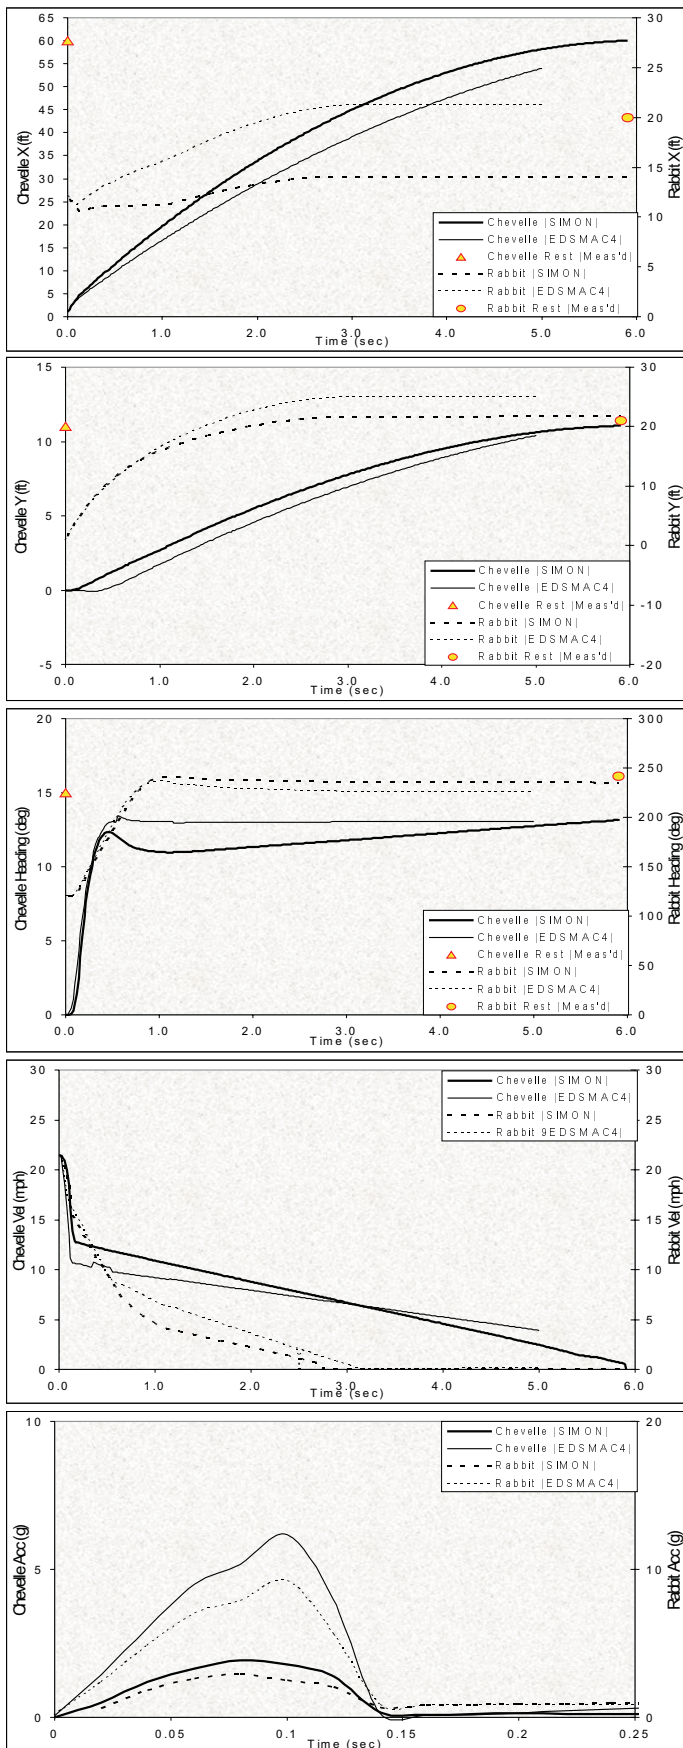 65
60
55
50
45
40
35
30
25
20
15
10
5
0
Chevelle X (ft)
30
25
20
15
10
5
0
Rabbit X (ft)
Chevelle |SIMON|
Chevelle |EDSMAC4|
Chevelle Rest |Meas'd|
Rabbit |SIMON|
Rabbit |EDSMAC4|
Rabbit Rest |Meas'd|
0.0 1.0 2.0 3.0 4.0 5.0 6.0
Time (sec)
15
10
5
0
-5
Chevelle Y (ft)
30
20
10
0
-10
-20
Rabbit Y (ft)
Chevelle |SIMON|
Chevelle |EDSMAC4|
Chevelle Rest |Meas'd|
Rabbit |SIMON|
Rabbit |EDSMAC4|
Rabbit Rest |Meas'd|
0.0 1.0 2.0 3.0 4.0 5.0 6.0
Time (sec)
20
15
10
5
0
Chevelle Heading (deg)
300
250
200
150
100
50
0
Rabbit Heading (deg)
Chevelle |SIMON|
Chevelle |EDSMAC4|
Chevelle Rest |Meas'd|
Rabbit |SIMON|
Rabbit |EDSMAC4|
Rabbit Rest |Meas'd|
0.0 1.0 2.0 3.0 4.0 5.0 6.0
Time (sec)
30
25
20
15
10
5
0
Chevelle Vel (mph)
30
25
20
15
10
5
0
Rabbit Vel (mph)
Chevelle |SIMON|
Chevelle |EDSMAC4|
Rabbit |SIMON|
Rabbit 9EDSMAC4|
0.0 1.0 2.0 3.0 4.0 5.0 6.0
Time (sec)
10
5
0
Chevelle Acc (g)
20
10
0
Rabbit Acc (g)
Chevelle |SIMON|
Chevelle |EDSMAC4|
Rabbit |SIMON|
Rabbit |EDSMAC4|
0 0.05 0.1 0.15 0.2 0.25
Time (sec)